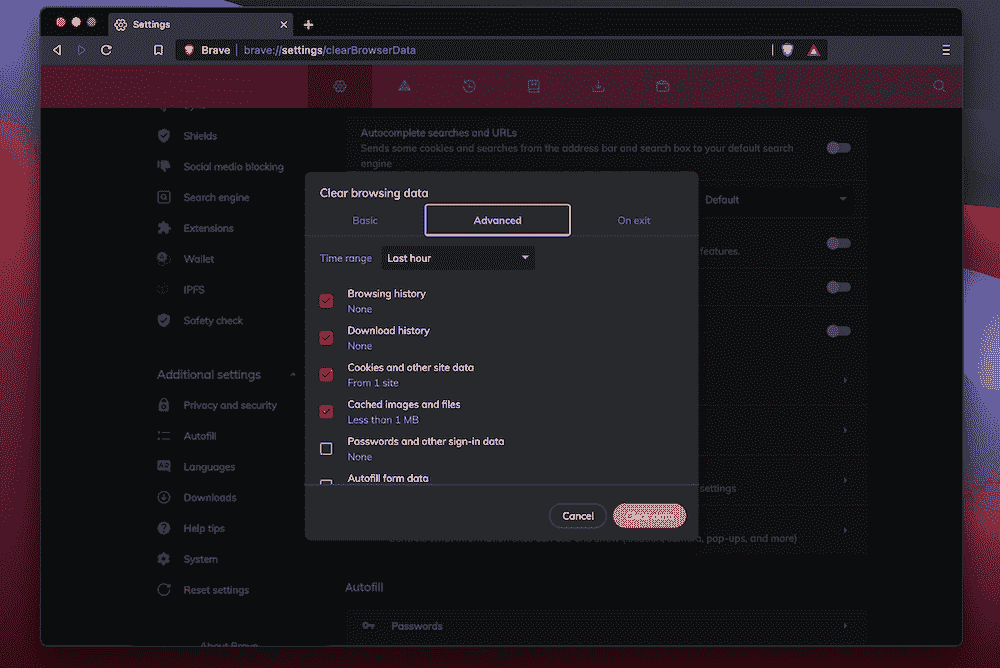 Settings
Brave
brave://settings/clearBrowserData
Shields
Social media blocking
Search engine
Extensions
Wallet
IPFS
Safety check
Additional settings
Privacy and security
Autofill
Languages
Downloads
Help tips
System
Reset settings
About Brave
Autocomplete searches and URLs
Sends some cookies and searches from the address bar and search box to your default search
engine
Default
features.
settings
pop-ups, and more)
Autofill
Passwords
Clear browsing data
Basic
Advanced
On exit
Time range
Last hour
Browsing history
None
Download history
None
Cookies and other site data
From 1 site
Cached images and files
Less than 1 MB
Passwords and other sign-in data
None
Autofill form data
Cancel